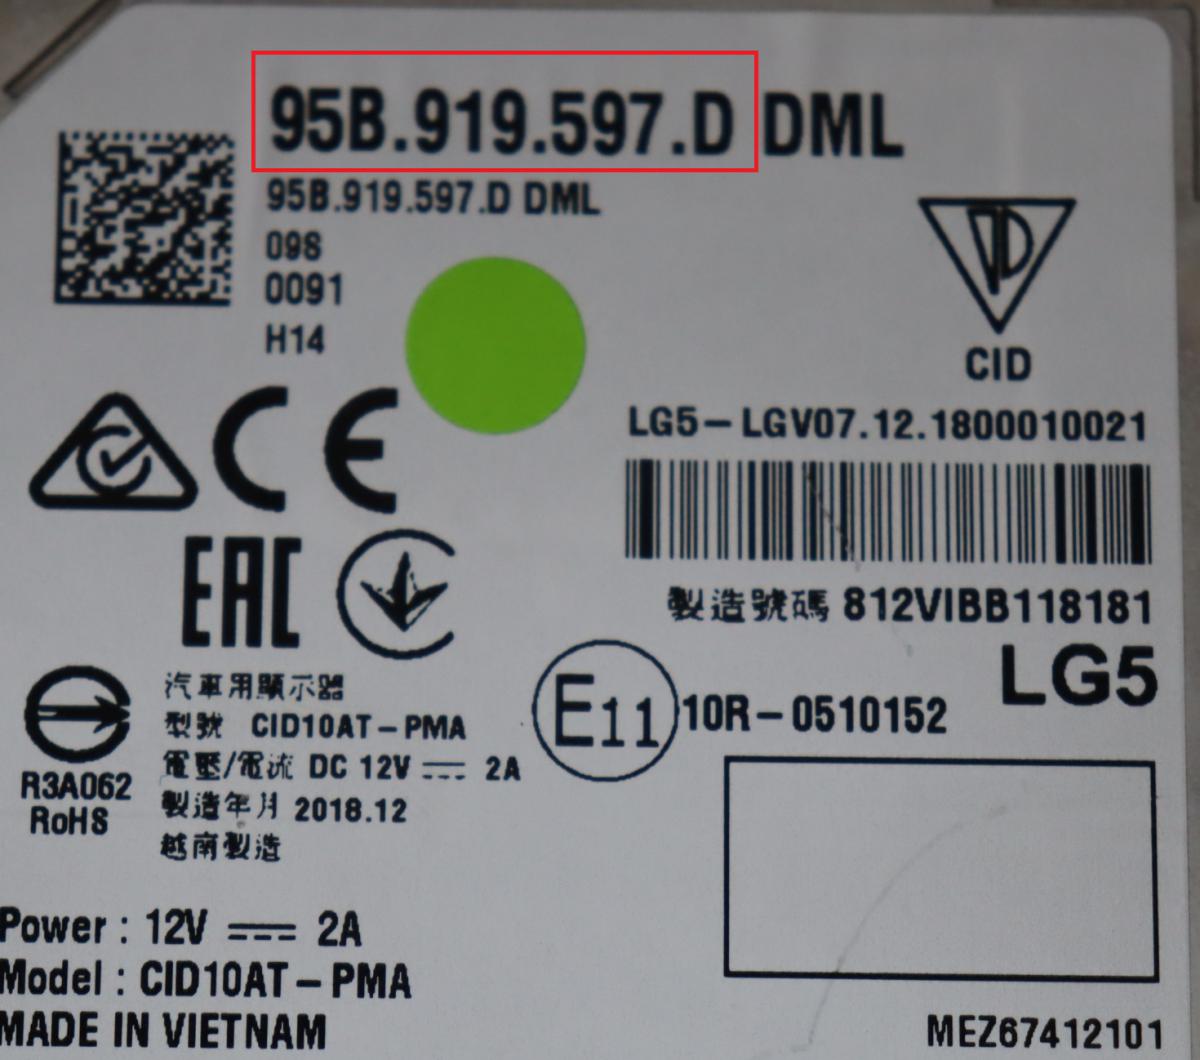 95B.919.597.D DML
95B.919.597.D DML
098
0091
H14
CID
LG5-LGV07.12.1800010021
製造號碼 812VIBB118181
LG5
CE
EAC
E11 10R-0510152
R3A062
RoHS
汽車用顯示器
型號 CID10AT-PMA
電壓/電流 DC 12V 2A
製造年月 2018.12
越南製造
Power : 12V 2A
Model : CID10AT-PMA
MADE IN VIETNAM
MEZ67412101